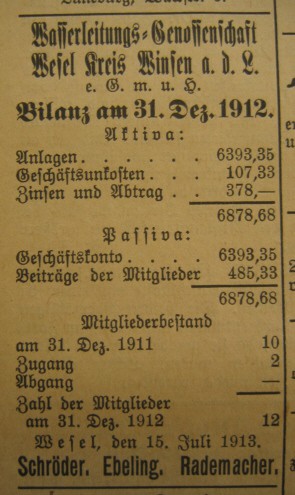 Wasserleitungs-Genossenschaft
Wesel Kreis Winsen a. d. L.
e. G. m. u. H.
Bilanz am 31. Dez. 1912.
Aktiva:
Anlagen . . . . . . 6393,35
Geschäftsunkosten . . 107,33
Zinsen und Abtrag . . 378,—
6878,68
Passiva:
Geschäftskonto . . . . 6393,35
Beiträge der Mitglieder 485,33
6878,68
Mitgliederbestand
am 31. Dez. 1911 10
Zugang 2
Abgang —
Zahl der Mitglieder
am 31. Dez. 1912 12
Wesel, den 15. Juli 1913.
Schröder. Ebeling. Rademacher.